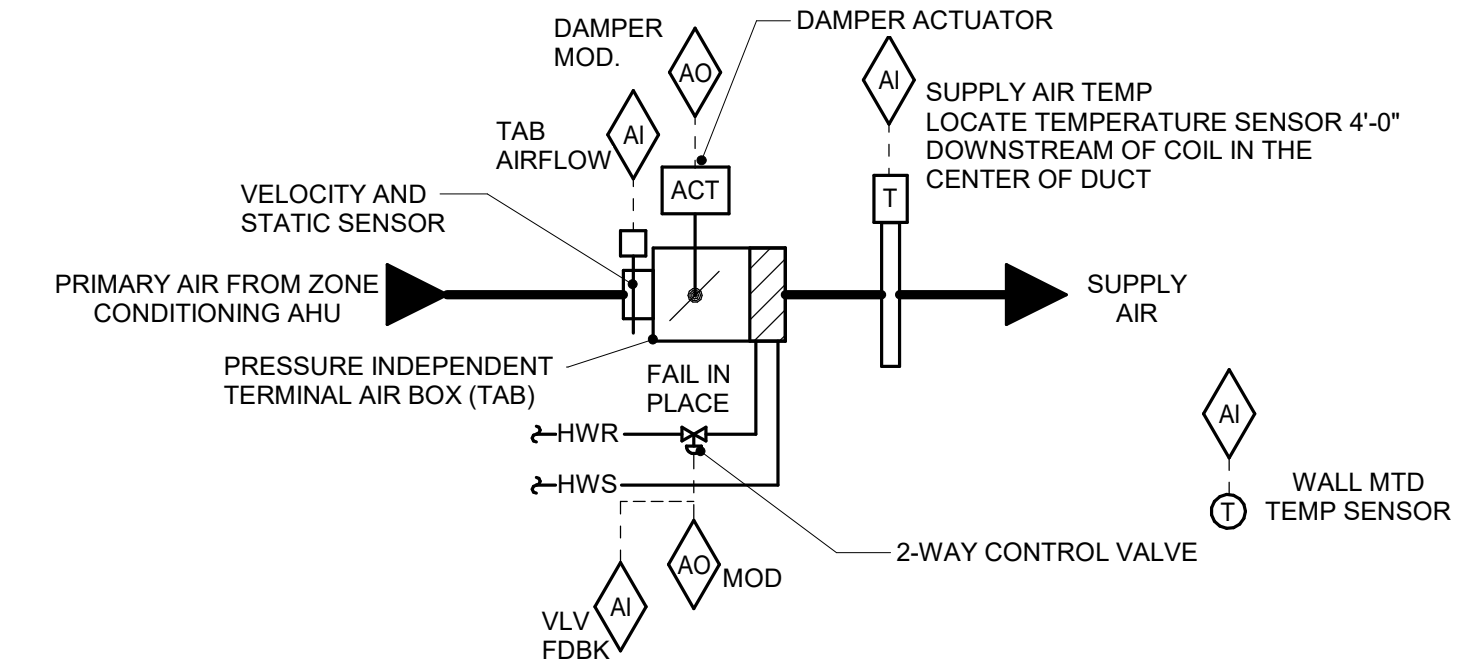 DAMPER
MOD.
AO
DAMPER ACTUATOR
AI
SUPPLY AIR TEMP
LOCATE TEMPERATURE SENSOR 4'-0"
DOWNSTREAM OF COIL IN THE
CENTER OF DUCT
TAB
AIRFLOW
AI
ACT
T
VELOCITY AND
STATIC SENSOR
PRIMARY AIR FROM ZONE
CONDITIONING AHU
SUPPLY
AIR
PRESSURE INDEPENDENT
TERMINAL AIR BOX (TAB)
FAIL IN
PLACE
HWR
HWS
AI
T
WALL MTD
TEMP SENSOR
2-WAY CONTROL VALVE
AO
MOD
VLV
FDBK
AI